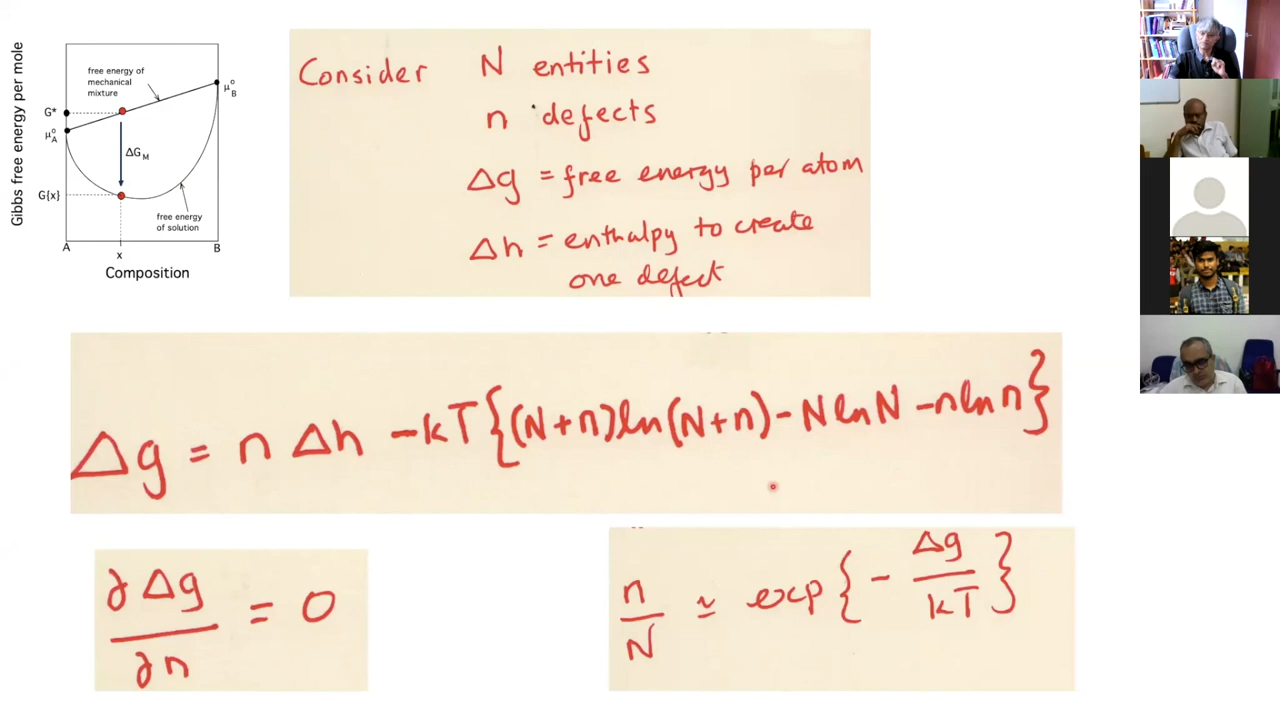 Gibbs free energy per mole
free energy of
mechanical
mixture
G*
μ°A
μ°B
ΔGM
G{x}
free energy
of solution
A
x
B
Composition
Consider N entities
n defects
Δg = free energy per atom
Δh = enthalpy to create
one defect
Δg = n Δh -kT{(N+n)ln(N+n)-NlnN-nln n}
∂Δg/∂n = 0
n/N ≃ exp{-Δg/kT}